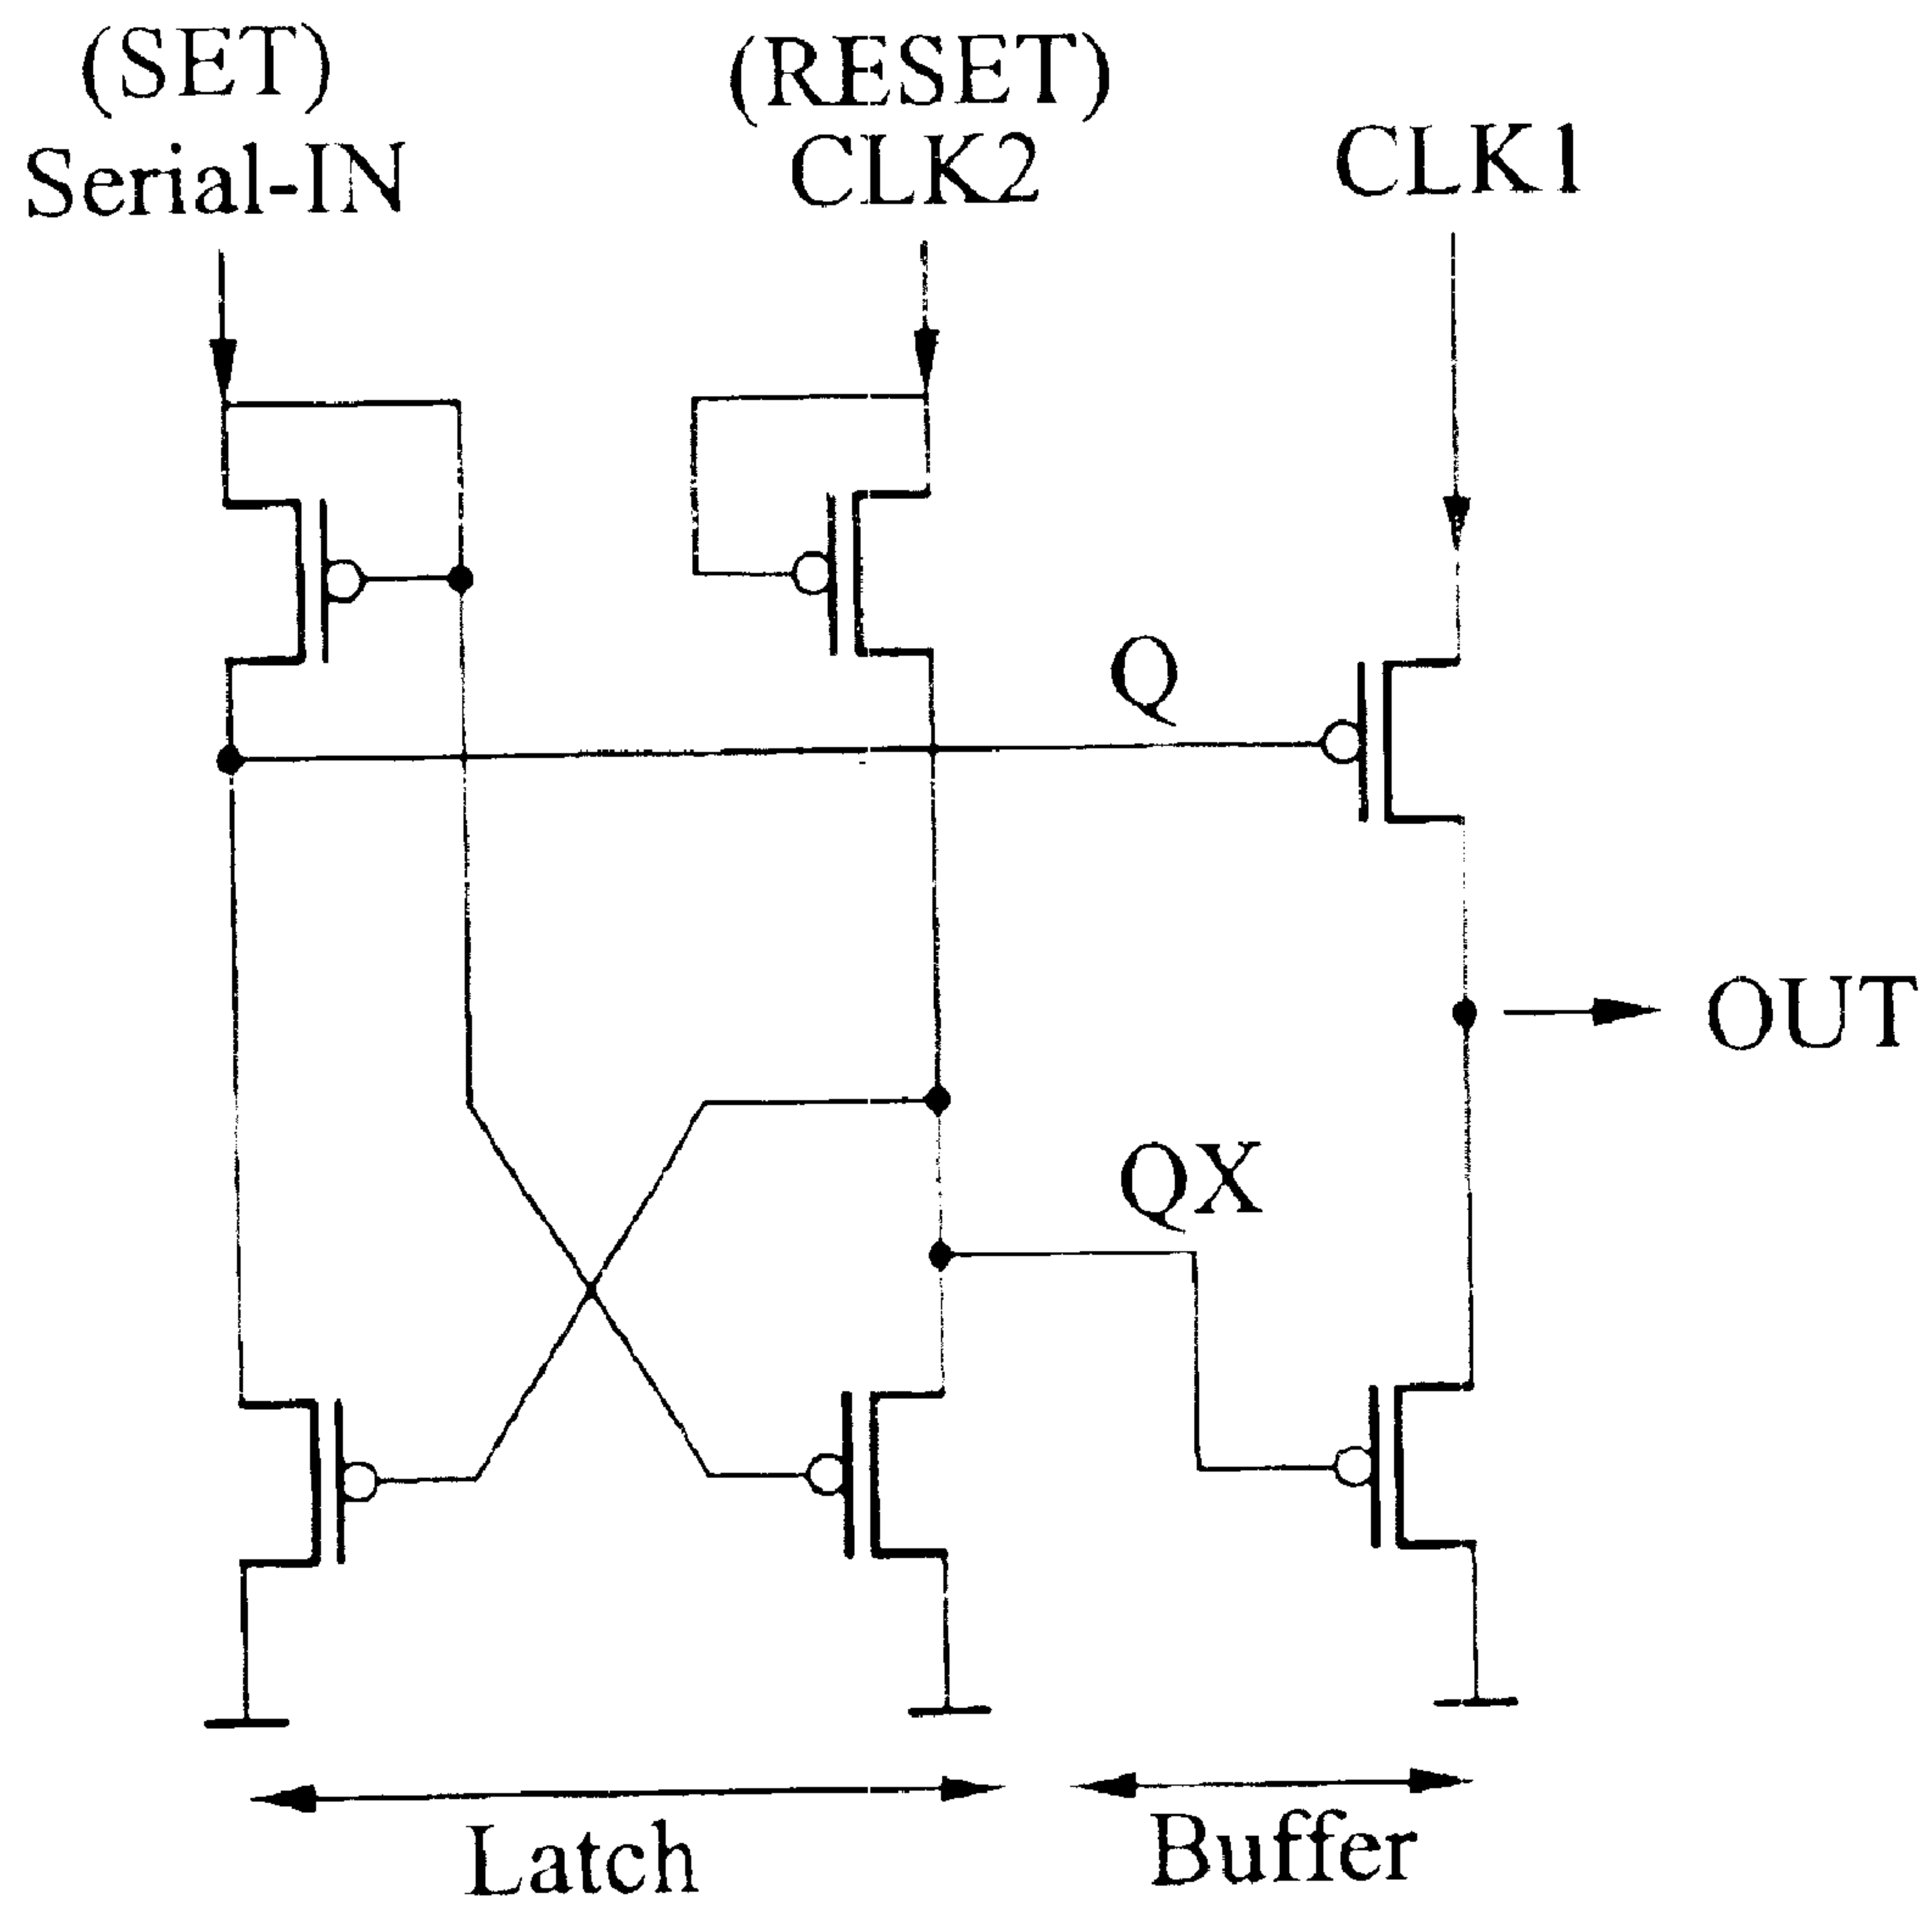 (SET)
Serial-IN
(RESET)
CLK2
CLK1
Q
OUT
QX
Latch
Buffer